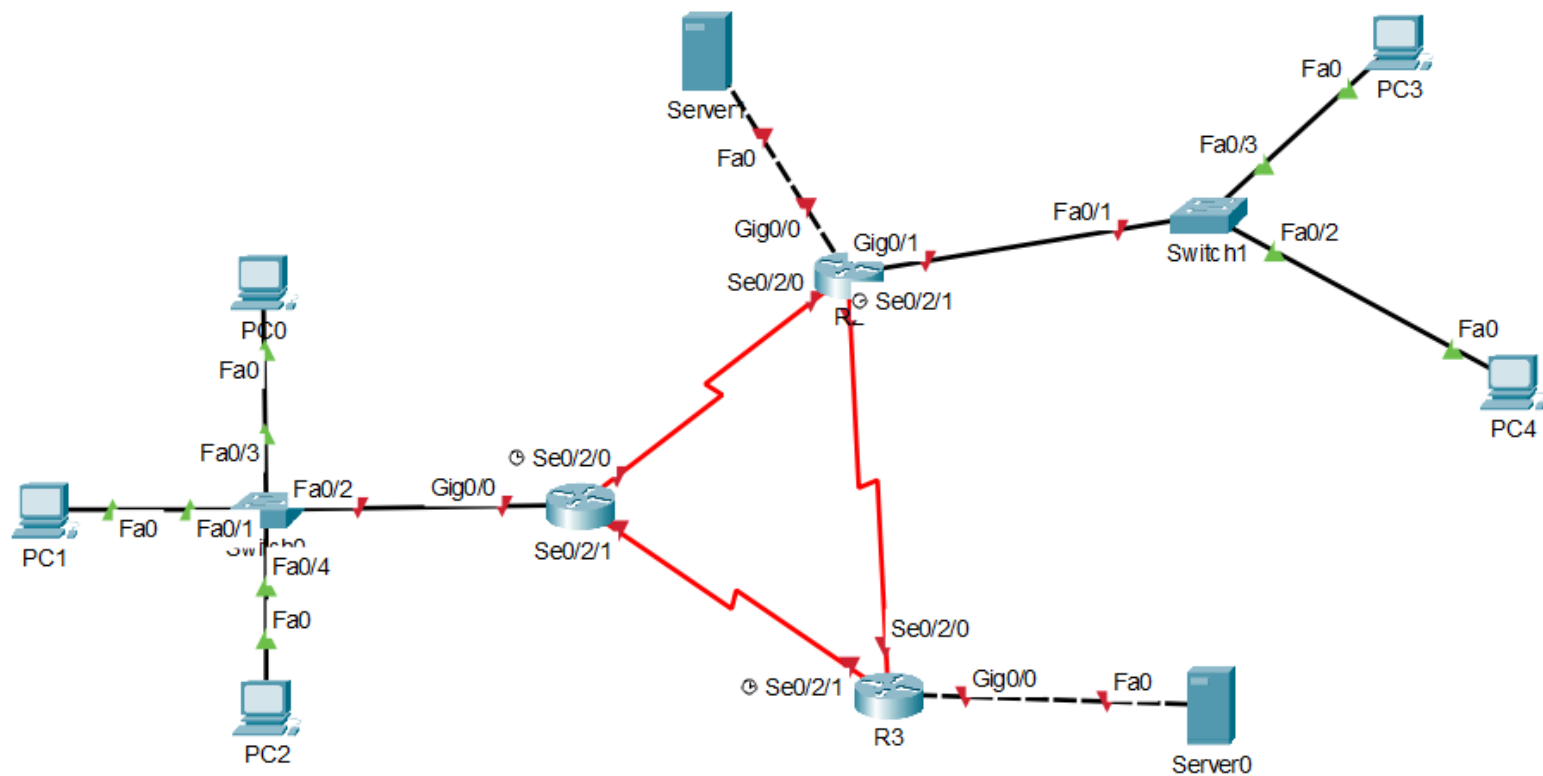 PC3
Fa0
Server1
Fa0
Fa0/3
Fa0/1
Gig0/0
Gig0/1
Fa0/2
Switch1
Se0/2/0
Se0/2/1
PC0
Fa0
PC4
Fa0
Fa0/3
Se0/2/0
Fa0/2
Gig0/0
Fa0
Fa0/1
PC1
Se0/2/1
Fa0/4
Fa0
Se0/2/0
Se0/2/1
Gig0/0
Fa0
PC2
R3
Server0